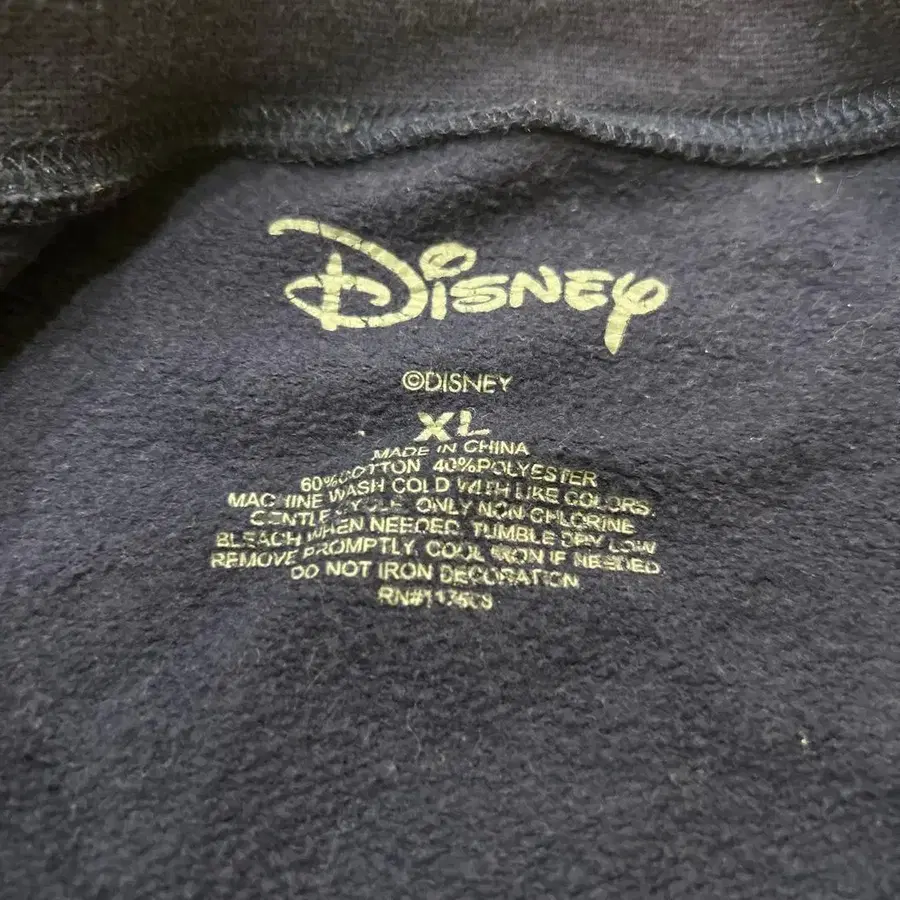 Disney
©DISNEY
XL
MADE IN CHINA
60%COTTON 40%POLYESTER
MACHINE WASH COLD WITH LIKE COLORS,
GENTLE CYCLE. ONLY NON-CHLORINE
BLEACH WHEN NEEDED. TUMBLE DRY LOW
REMOVE PROMPTLY. COOL IRON IF NEEDED.
DO NOT IRON DECORATION